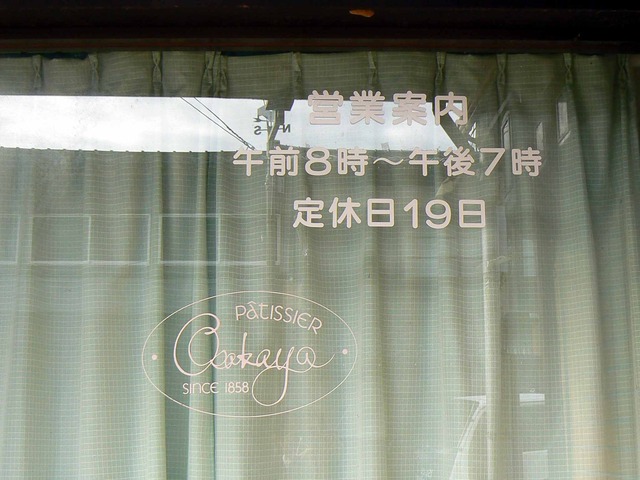 営業案内
午前8時～午後7時
定休日19日
PâTISSIER
Asakaya
SINCE 1858